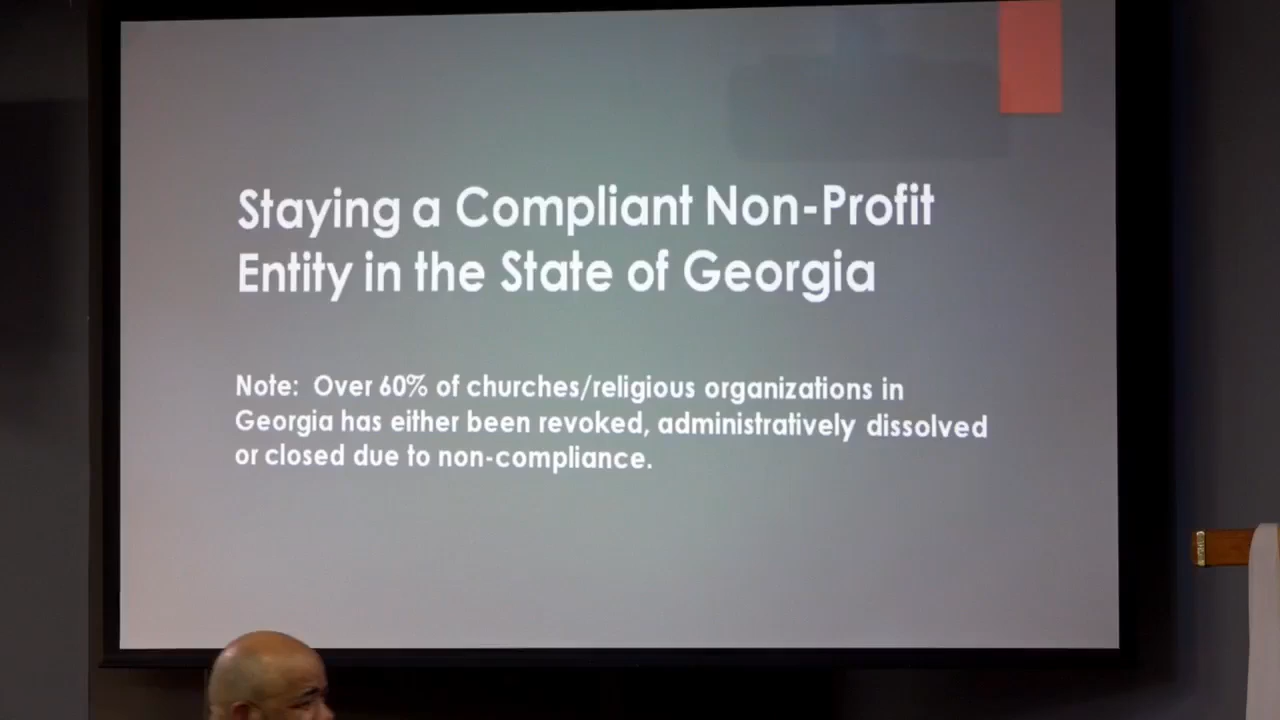 Staying a Compliant Non-Profit
Entity in the State of Georgia
Note: Over 60% of churches/religious organizations in
Georgia has either been revoked, administratively dissolved
or closed due to non-compliance.